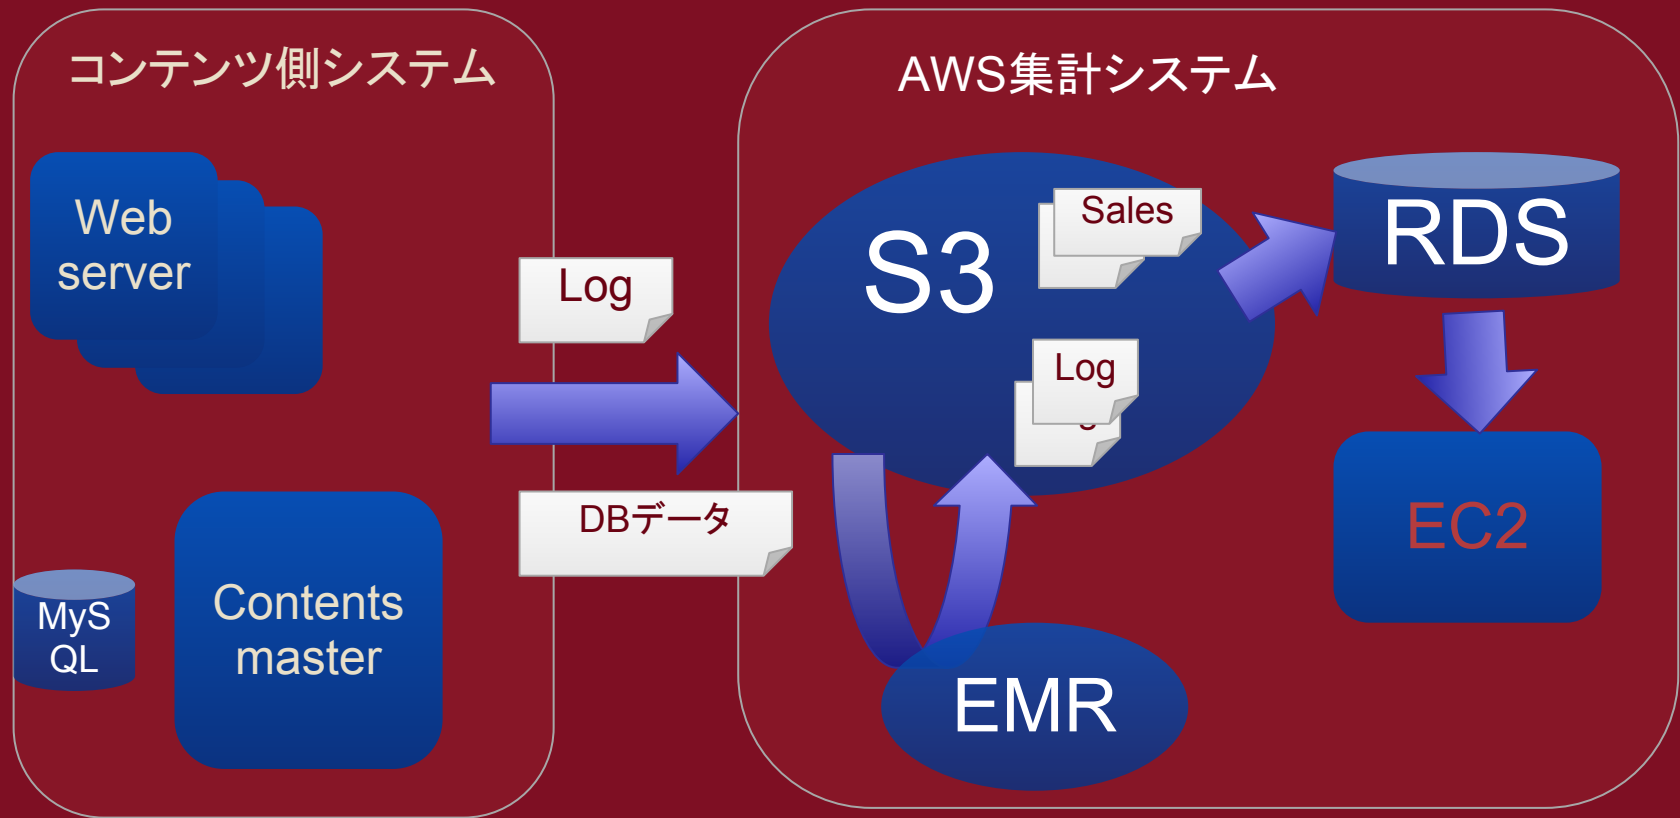 コンテンツ側システム
Web
server
MyS
QL
Contents
master
Log
DBデータ
AWS集計システム
S3
Sales
Log
EMR
RDS
EC2